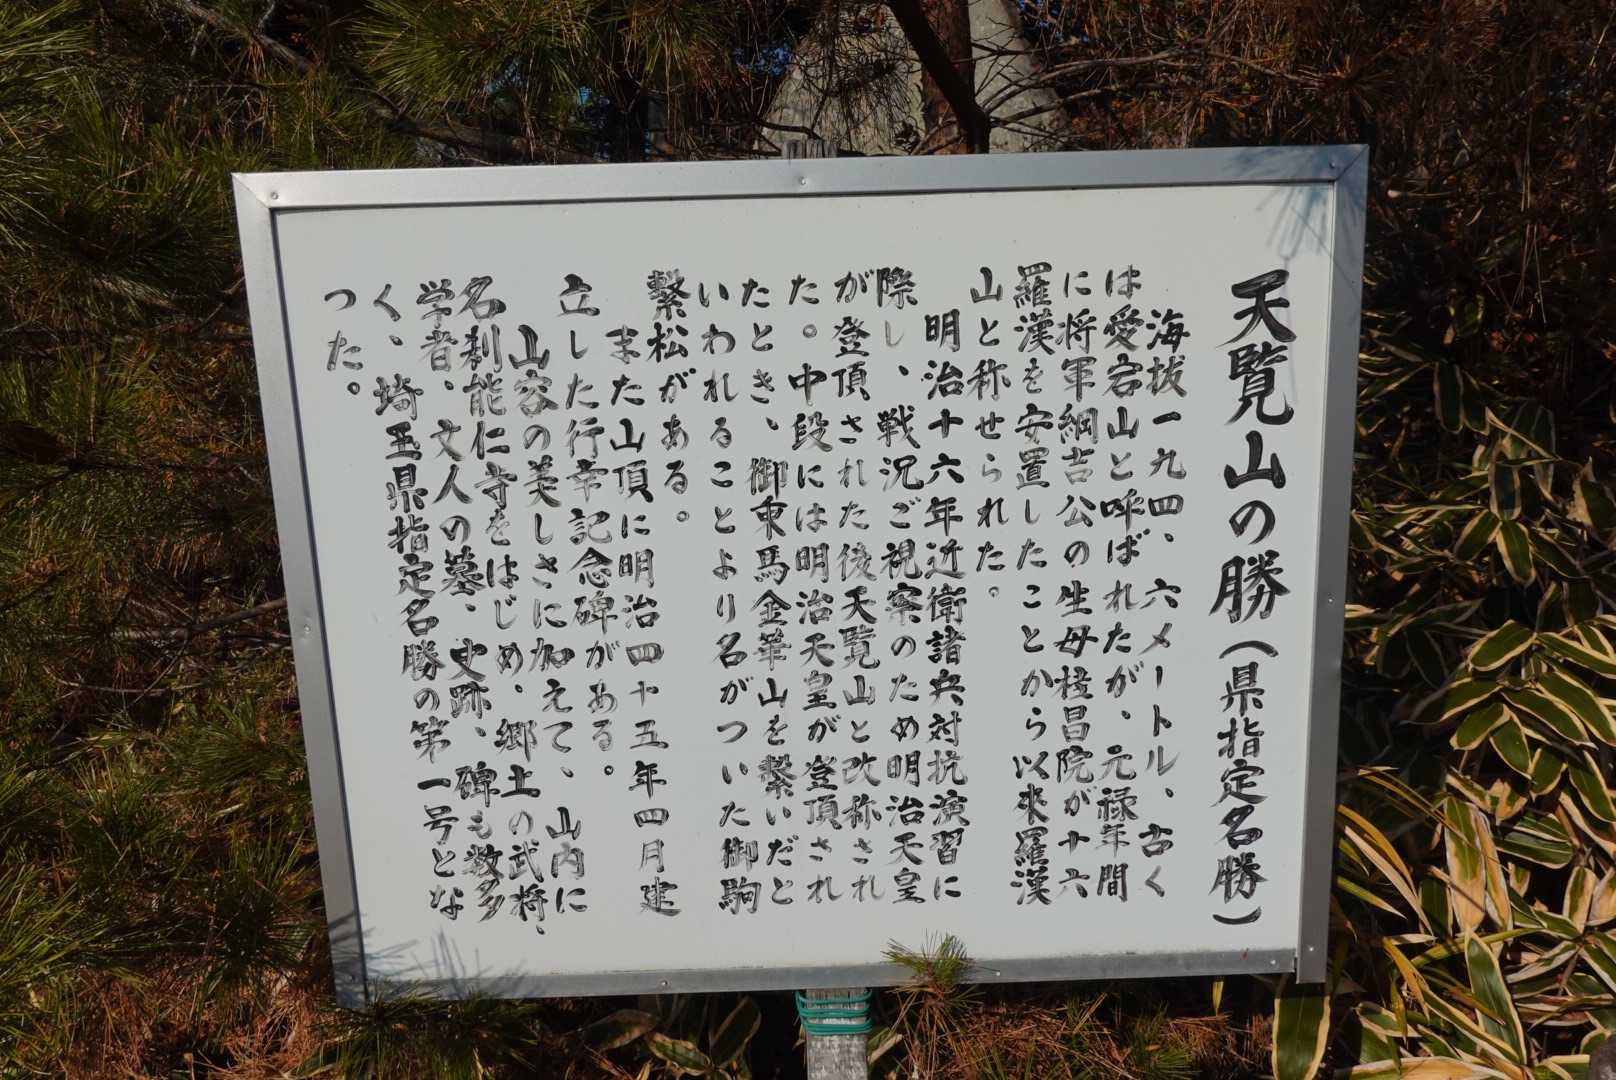 天覧山の勝(県指定名勝)
海抜一九四、六メートル、古く
は愛宕山と呼ばれたが、元禄年間
に将軍綱吉公の生母桂昌院が十六
羅漢を安置したことから以来羅漢
山と称せられた。
明治十六年近衛諸兵対抗演習に
際し、戦況ご視察のため明治天皇
が登頂された後天覧山と改称され
た。中段には明治天皇が登頂され
たとき、御東馬金華山を繋いだと
いわれることより名がついた御駒
繋松がある。
また山頂に明治四十五年四月建
立した行幸記念碑がある。
山容の美しさに加えて、山内に
名刹能仁寺をはじめ、郷土の武将、
学者、文人の墓、史跡、碑も数多
く、埼玉県指定名勝の第一号とな
つた。